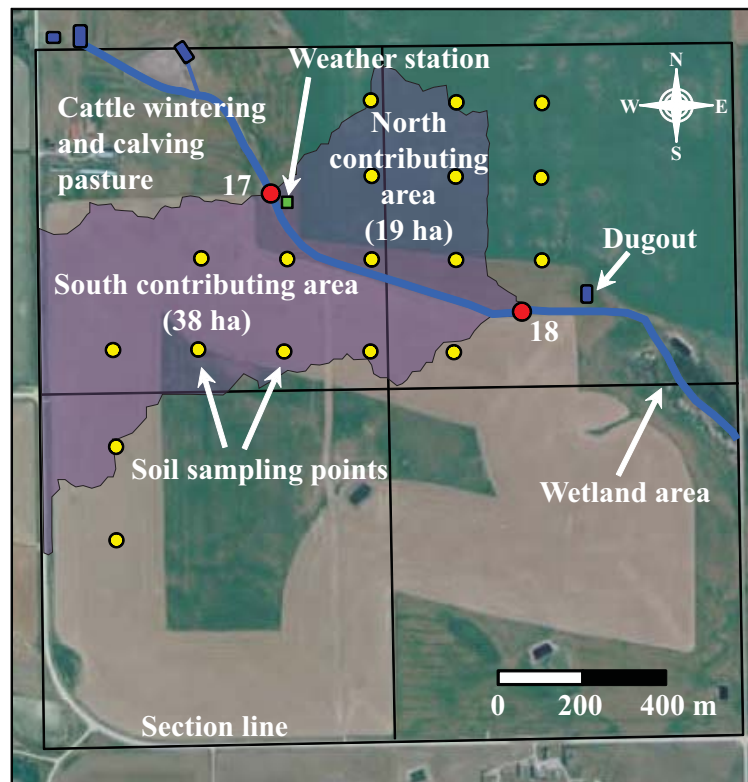 Weather station
N
W E
S
Cattle wintering
and calving
pasture
North
contributing
area
(19 ha)
17
Dugout
South contributing area
(38 ha)
18
Soil sampling
points
Wetland area
Section line
0 200 400 m